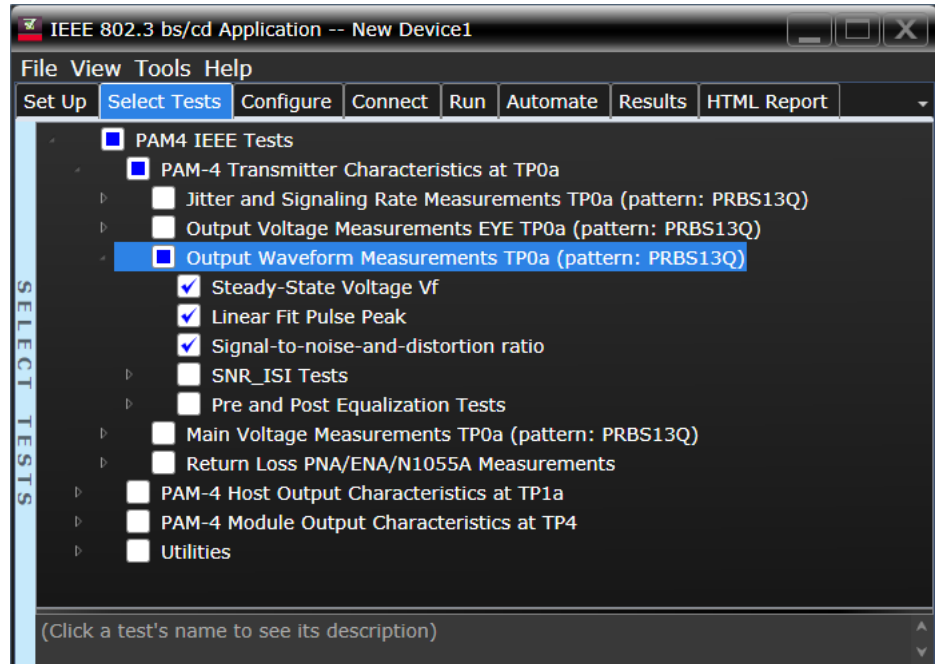 IEEE 802.3 bs/cd Application -- New Device1
File View Tools Help
Set Up Select Tests Configure Connect Run Automate Results HTML Report
SELECT TESTS
PAM4 IEEE Tests
PAM-4 Transmitter Characteristics at TP0a
Jitter and Signaling Rate Measurements TP0a (pattern: PRBS13Q)
Output Voltage Measurements EYE TP0a (pattern: PRBS13Q)
Output Waveform Measurements TP0a (pattern: PRBS13Q)
Steady-State Voltage Vf
Linear Fit Pulse Peak
Signal-to-noise-and-distortion ratio
SNR_ISI Tests
Pre and Post Equalization Tests
Main Voltage Measurements TP0a (pattern: PRBS13Q)
Return Loss PNA/ENA/N1055A Measurements
PAM-4 Host Output Characteristics at TP1a
PAM-4 Module Output Characteristics at TP4
Utilities
(Click a test's name to see its description)